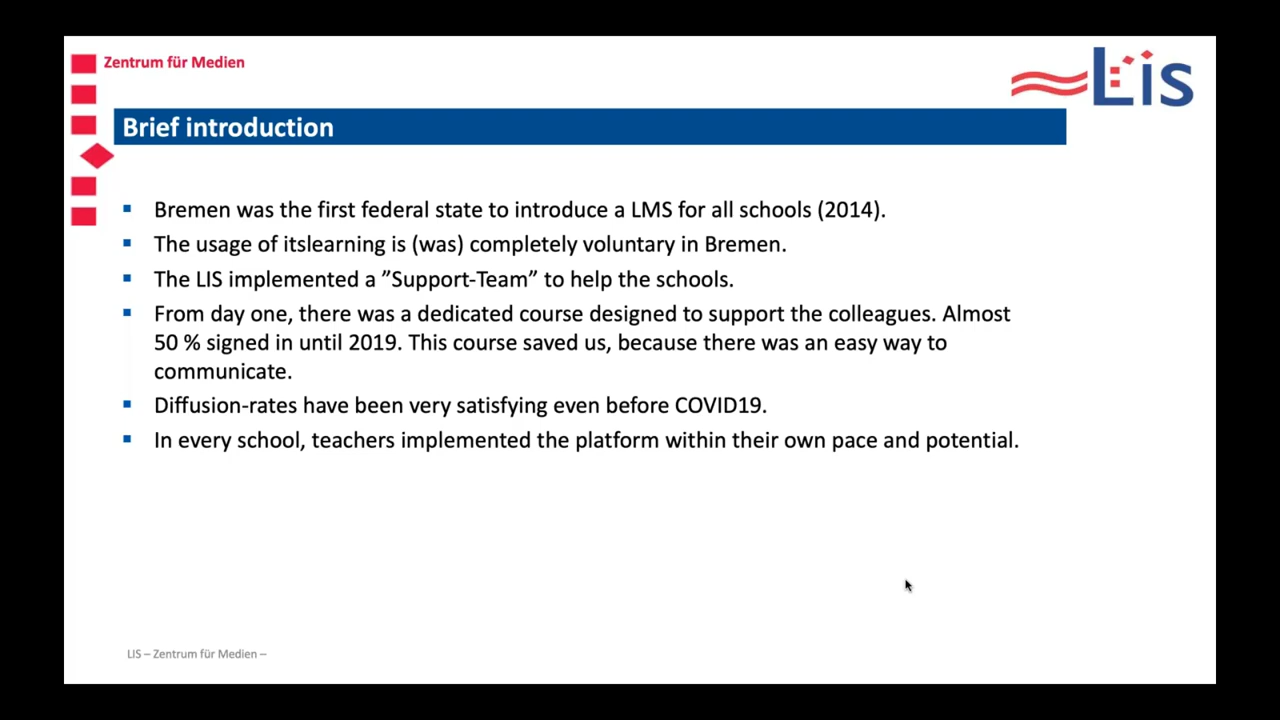 Zentrum für Medien
Lis
Brief introduction
Bremen was the first federal state to introduce a LMS for all schools (2014).
The usage of itslearning is (was) completely voluntary in Bremen.
The LIS implemented a ”Support-Team” to help the schools.
From day one, there was a dedicated course designed to support the colleagues. Almost
50 % signed in until 2019. This course saved us, because there was an easy way to
communicate.
Diffusion-rates have been very satisfying even before COVID19.
In every school, teachers implemented the platform within their own pace and potential.
LIS – Zentrum für Medien –